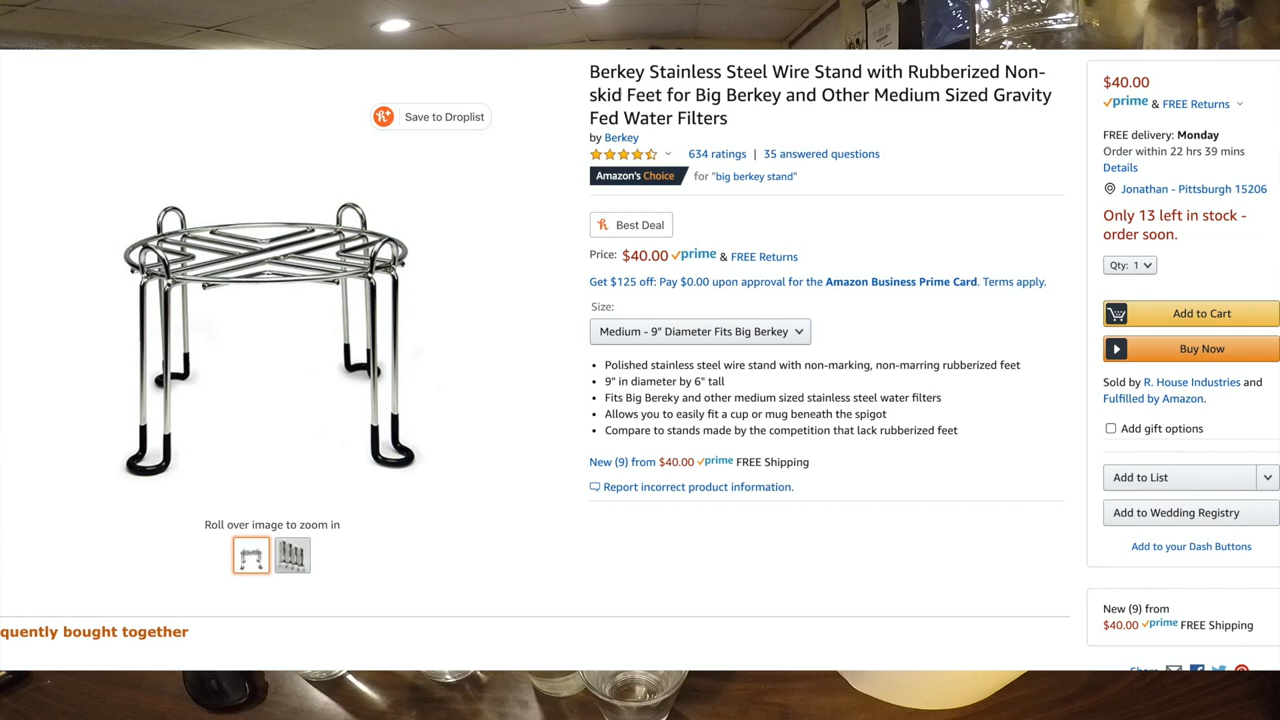 Save to Droplist
Roll over image to zoom in
quently bought together
Berkey Stainless Steel Wire Stand with Rubberized Non-
skid Feet for Big Berkey and Other Medium Sized Gravity
Fed Water Filters
by Berkey
634 ratings | 35 answered questions
Amazon's Choice for "big berkey stand"
Best Deal
Price: $40.00 prime & FREE Returns
Get $125 off: Pay $0.00 upon approval for the Amazon Business Prime Card. Terms apply.
Size:
Medium - 9" Diameter Fits Big Berkey
• Polished stainless steel wire stand with non-marking, non-marring rubberized feet
• 9" in diameter by 6" tall
• Fits Big Bereky and other medium sized stainless steel water filters
• Allows you to easily fit a cup or mug beneath the spigot
• Compare to stands made by the competition that lack rubberized feet
New (9) from $40.00 prime FREE Shipping
Report incorrect product information.
$40.00
prime & FREE Returns
FREE delivery: Monday
Order within 22 hrs 39 mins
Details
Jonathan - Pittsburgh 15206
Only 13 left in stock -
order soon.
Qty: 1
Add to Cart
Buy Now
Sold by R. House Industries and
Fulfilled by Amazon.
Add gift options
Add to List
Add to Wedding Registry
Add to your Dash Buttons
New (9) from
$40.00 prime FREE Shipping
Share